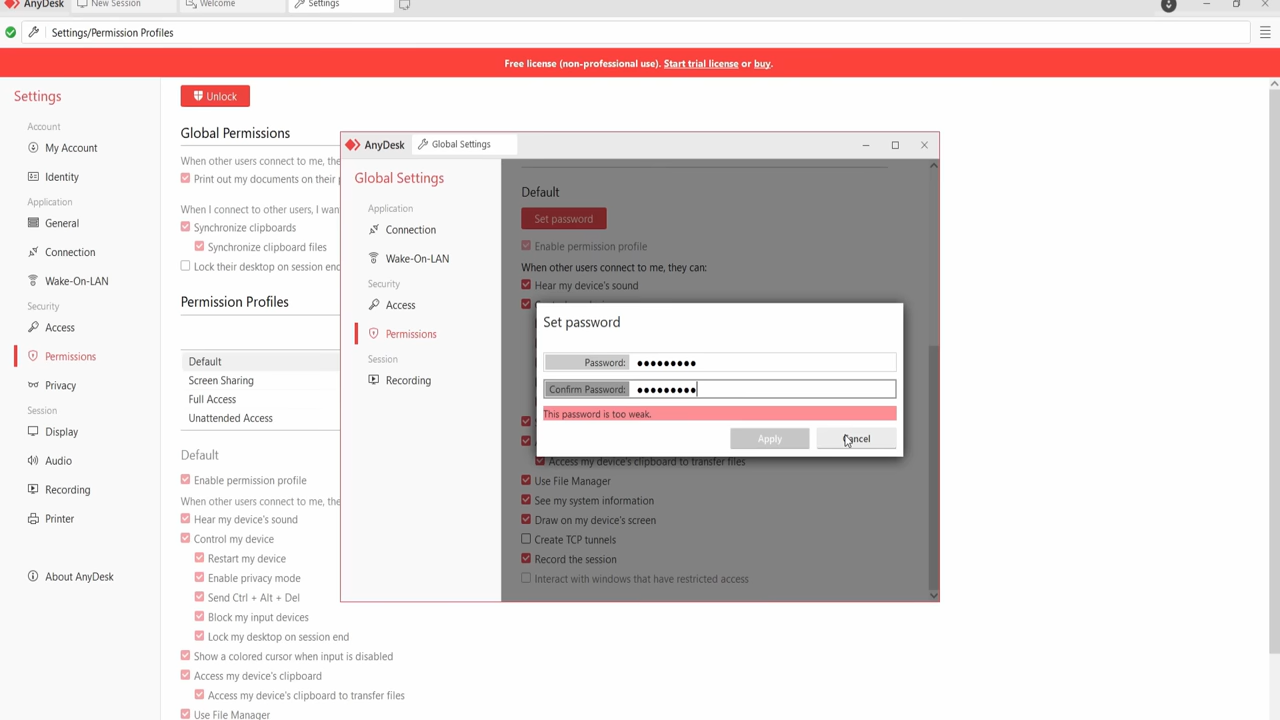 AnyDesk
New Session
Welcome
Settings
Settings/Permission Profiles
Free license (non-professional use). Start trial license or buy.
Settings
Account
My Account
Identity
Application
General
Connection
Wake-On-LAN
Security
Access
Permissions
Privacy
Session
Display
Audio
Recording
Printer
About AnyDesk
Unlock
Global Permissions
When other users connect to me, the
Print out my documents on their
When I connect to other users, I wan
Synchronize clipboards
Synchronize clipboard files
Lock their desktop on session end
Permission Profiles
Default
Screen Sharing
Full Access
Unattended Access
Default
Enable permission profile
When other users connect to me, the
Hear my device's sound
Control my device
Restart my device
Enable privacy mode
Send Ctrl + Alt + Del
Block my input devices
Lock my desktop on session end
Show a colored cursor when input is disabled
Access my device's clipboard
Access my device's clipboard to transfer files
Use File Manager
AnyDesk
Global Settings
Global Settings
Application
Connection
Wake-On-LAN
Security
Access
Permissions
Session
Recording
Default
Set password
Enable permission profile
When other users connect to me, they can:
Hear my device's sound
Set password
Password: ●●●●●●●●●
Confirm Password: ●●●●●●●●●
This password is too weak.
Apply
Cancel
Access my device's clipboard to transfer files
Use File Manager
See my system information
Draw on my device's screen
Create TCP tunnels
Record the session
Interact with windows that have restricted access